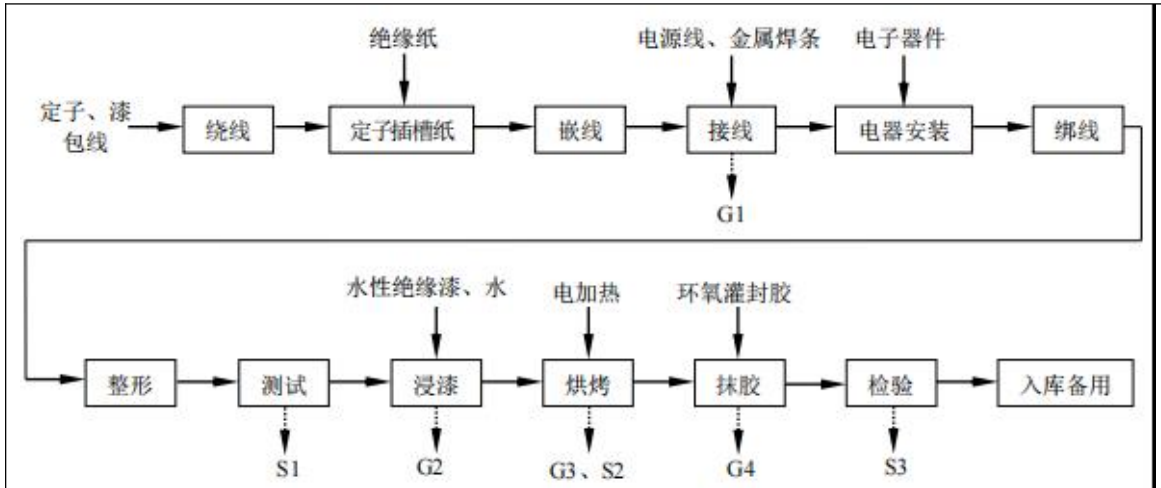 绝缘纸
电源线、金属焊条
电子器件
定子、漆
包线
绕线
定子插槽纸
嵌线
接线
电器安装
绑线
G1
水性绝缘漆、水
电加热
环氧灌封胶
整形
测试
浸漆
烘烤
抹胶
检验
入库备用
S1
G2
G3、S2
G4
S3